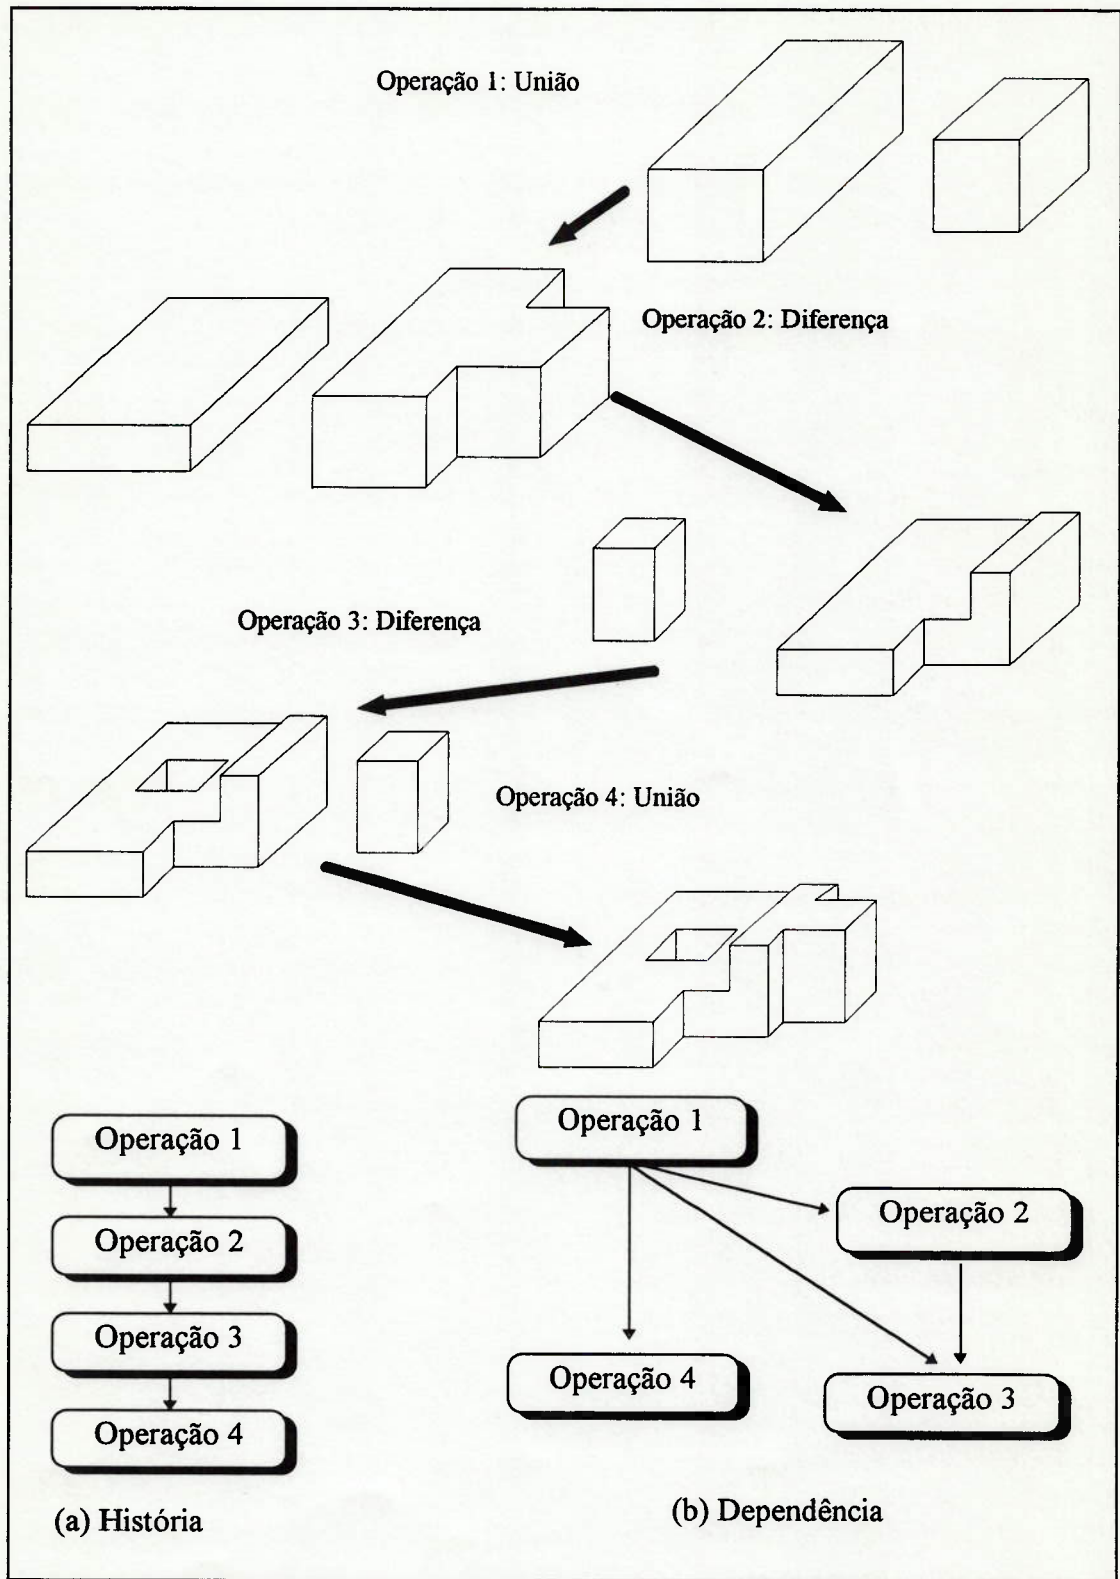 Operação 1: União
Operação 2: Diferença
Operação 3: Diferença
Operação 4: União
Operação 1
Operação 2
Operação 3
Operação 4
(a) História
Operação 1
Operação 2
Operação 4
Operação 3
(b) Dependência